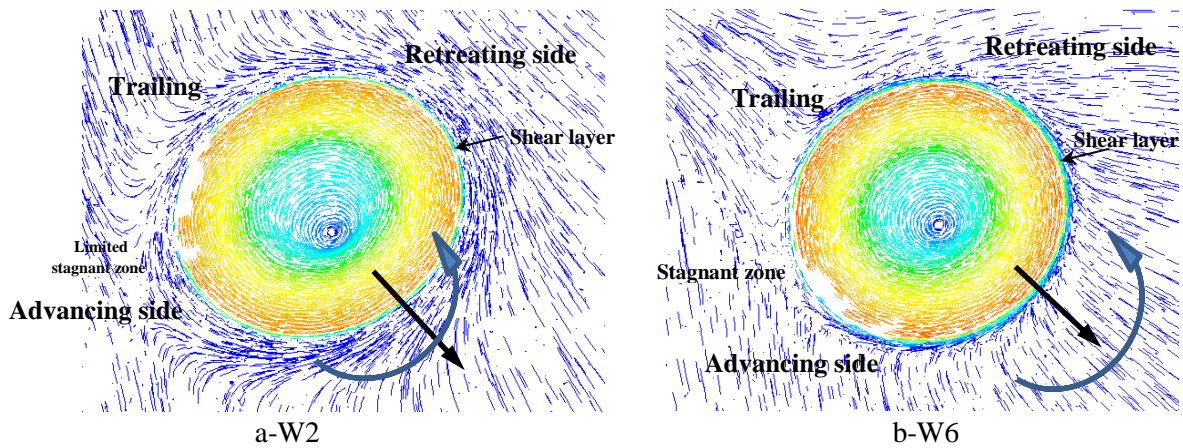 Retreating side
Trailing
Shear layer
Limited
stagnant zone
Advancing side
a-W2
Retreating side
Trailing
Shear layer
Stagnant zone
Advancing side
b-W6